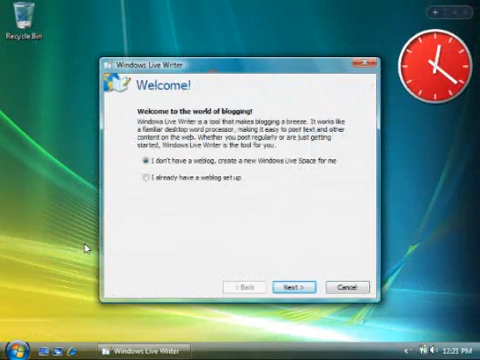 Recycle Bin
Windows Live Writer
Welcome!
Welcome to the world of blogging!
Windows Live Writer is a tool that makes blogging a breeze. It works like
a familiar desktop word processor, making it easy to post text and other
content on the web. Whether you post regularly or are just getting
started, Windows Live Writer is the tool for you.
I don't have a weblog, create a new Windows Live Space for me
I already have a weblog set up
< Back
Next >
Cancel
Windows Live Writer
12:21 PM